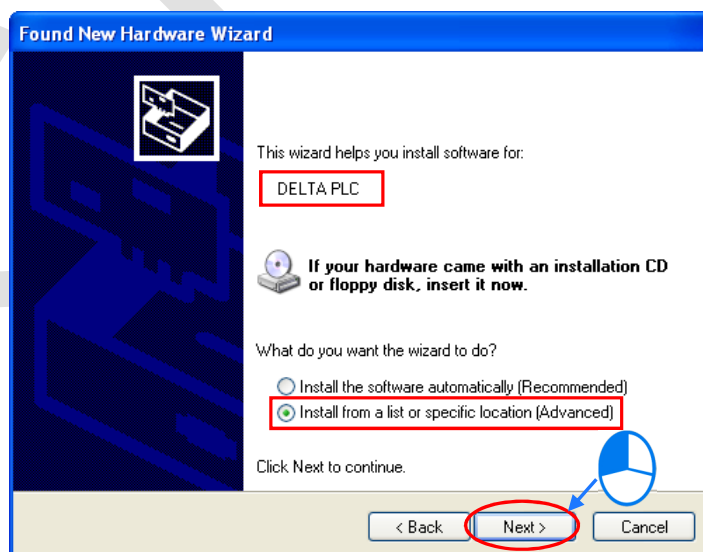 Found New Hardware Wizard
This wizard helps you install software for:
DELTA PLC
If your hardware came with an installation CD
or floppy disk, insert it now.
What do you want the wizard to do?
Install the software automatically (Recommended)
Install from a list or specific location (Advanced)
Click Next to continue.
< Back Next > Cancel